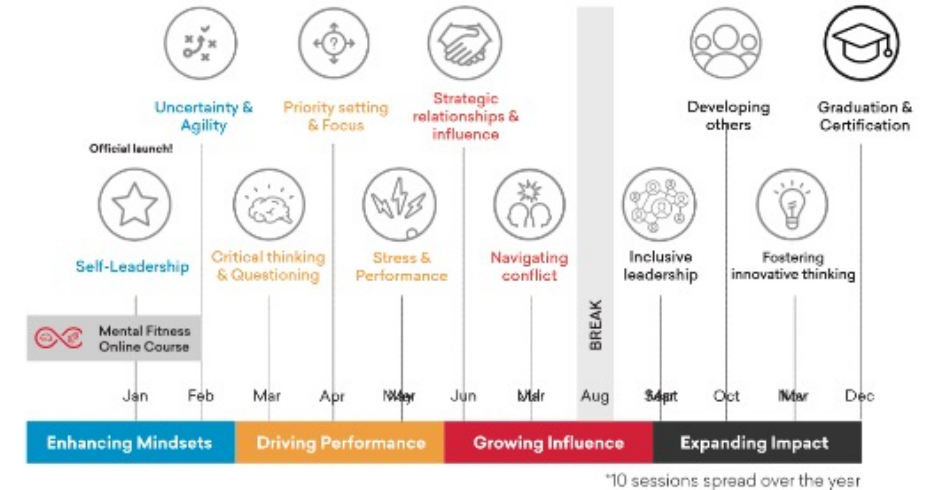 Uncertainty &
Agility
Priority setting
& Focus
Strategic
relationships &
influence
Developing
others
Graduation &
Certification
Official launch!
Self-Leadership
Critical thinking
& Questioning
Stress &
Performance
Navigating
conflict
Inclusive
leadership
Fostering
innovative thinking
BREAK
Mental Fitness
Online Course
Jan Feb Mar Apr Jun Aug Oct Dec
Enhancing Mindsets Driving Performance Growing Influence Expanding Impact
*10 sessions spread over the year